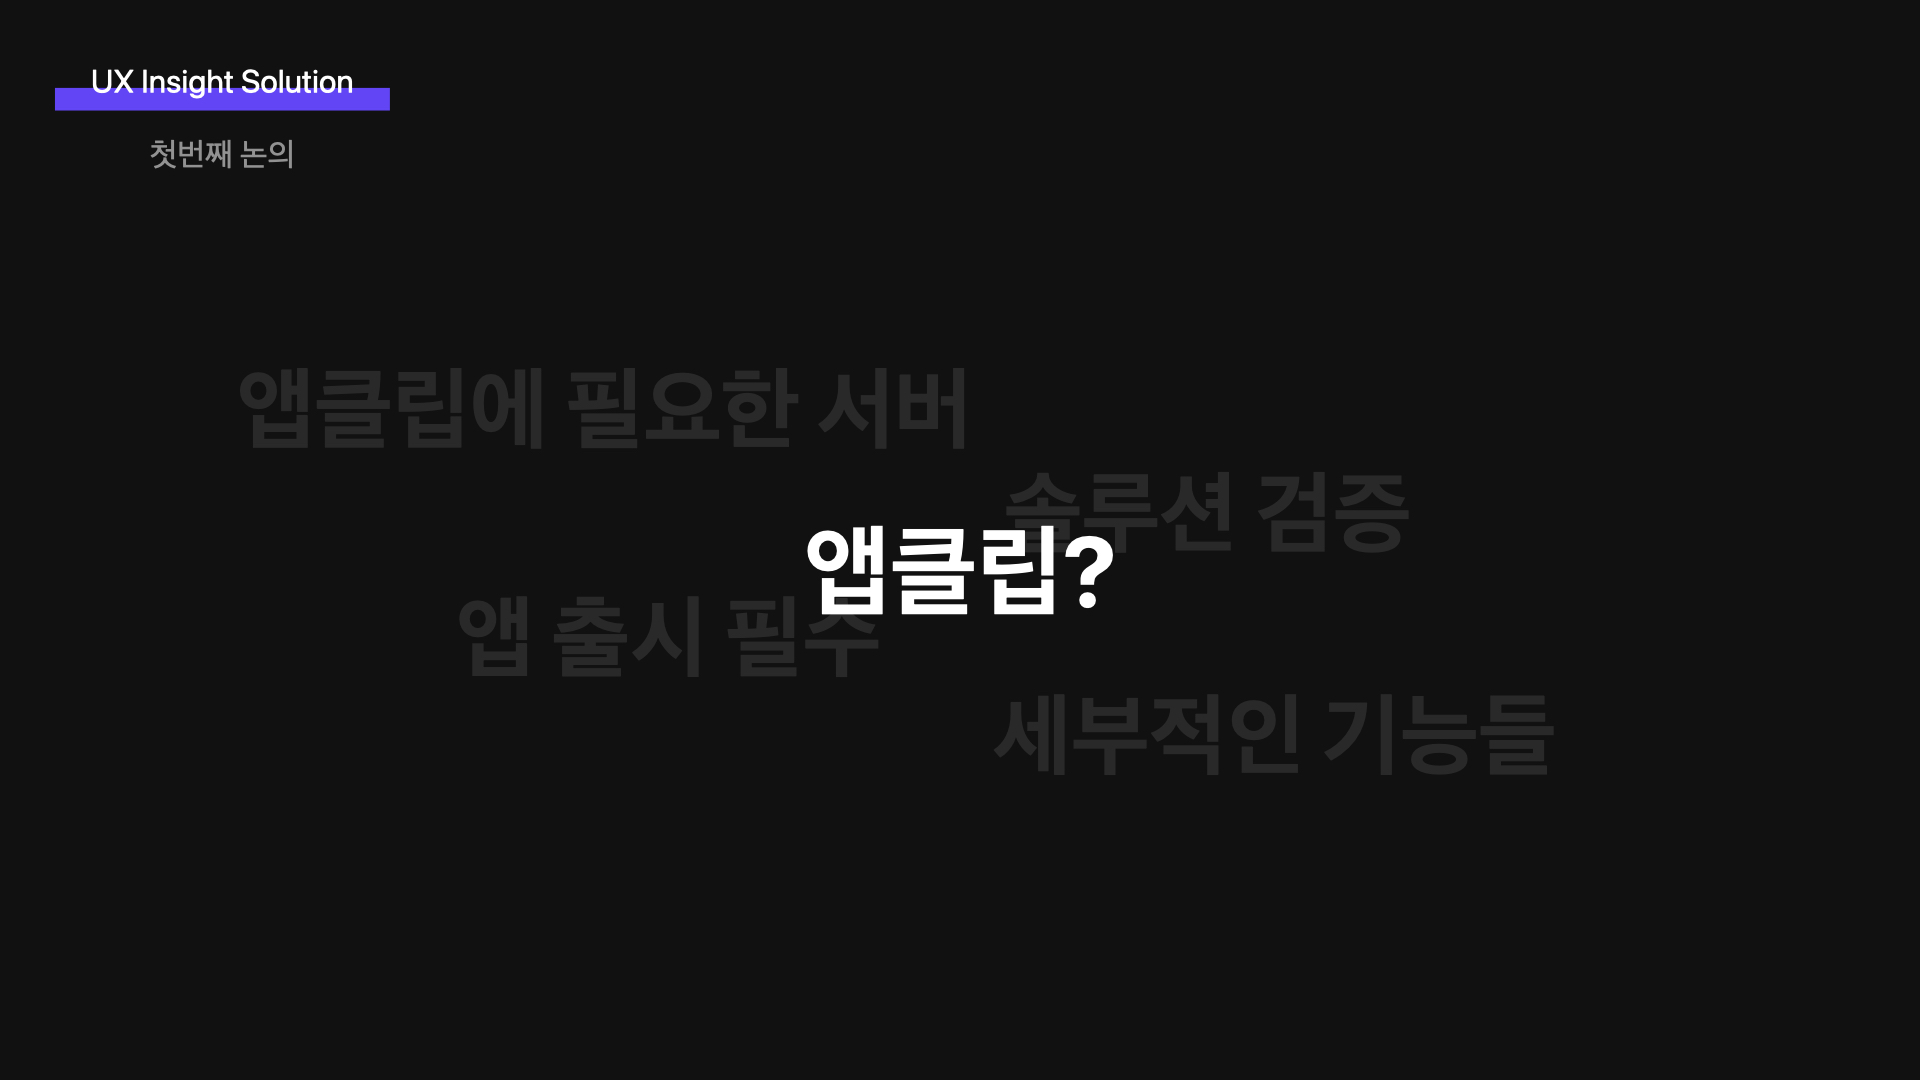 UX Insight Solution
첫번째 논의
앱클립에 필요한 서버
솔루션 검증
앱클립?
앱 출시 필수
세부적인 기능들